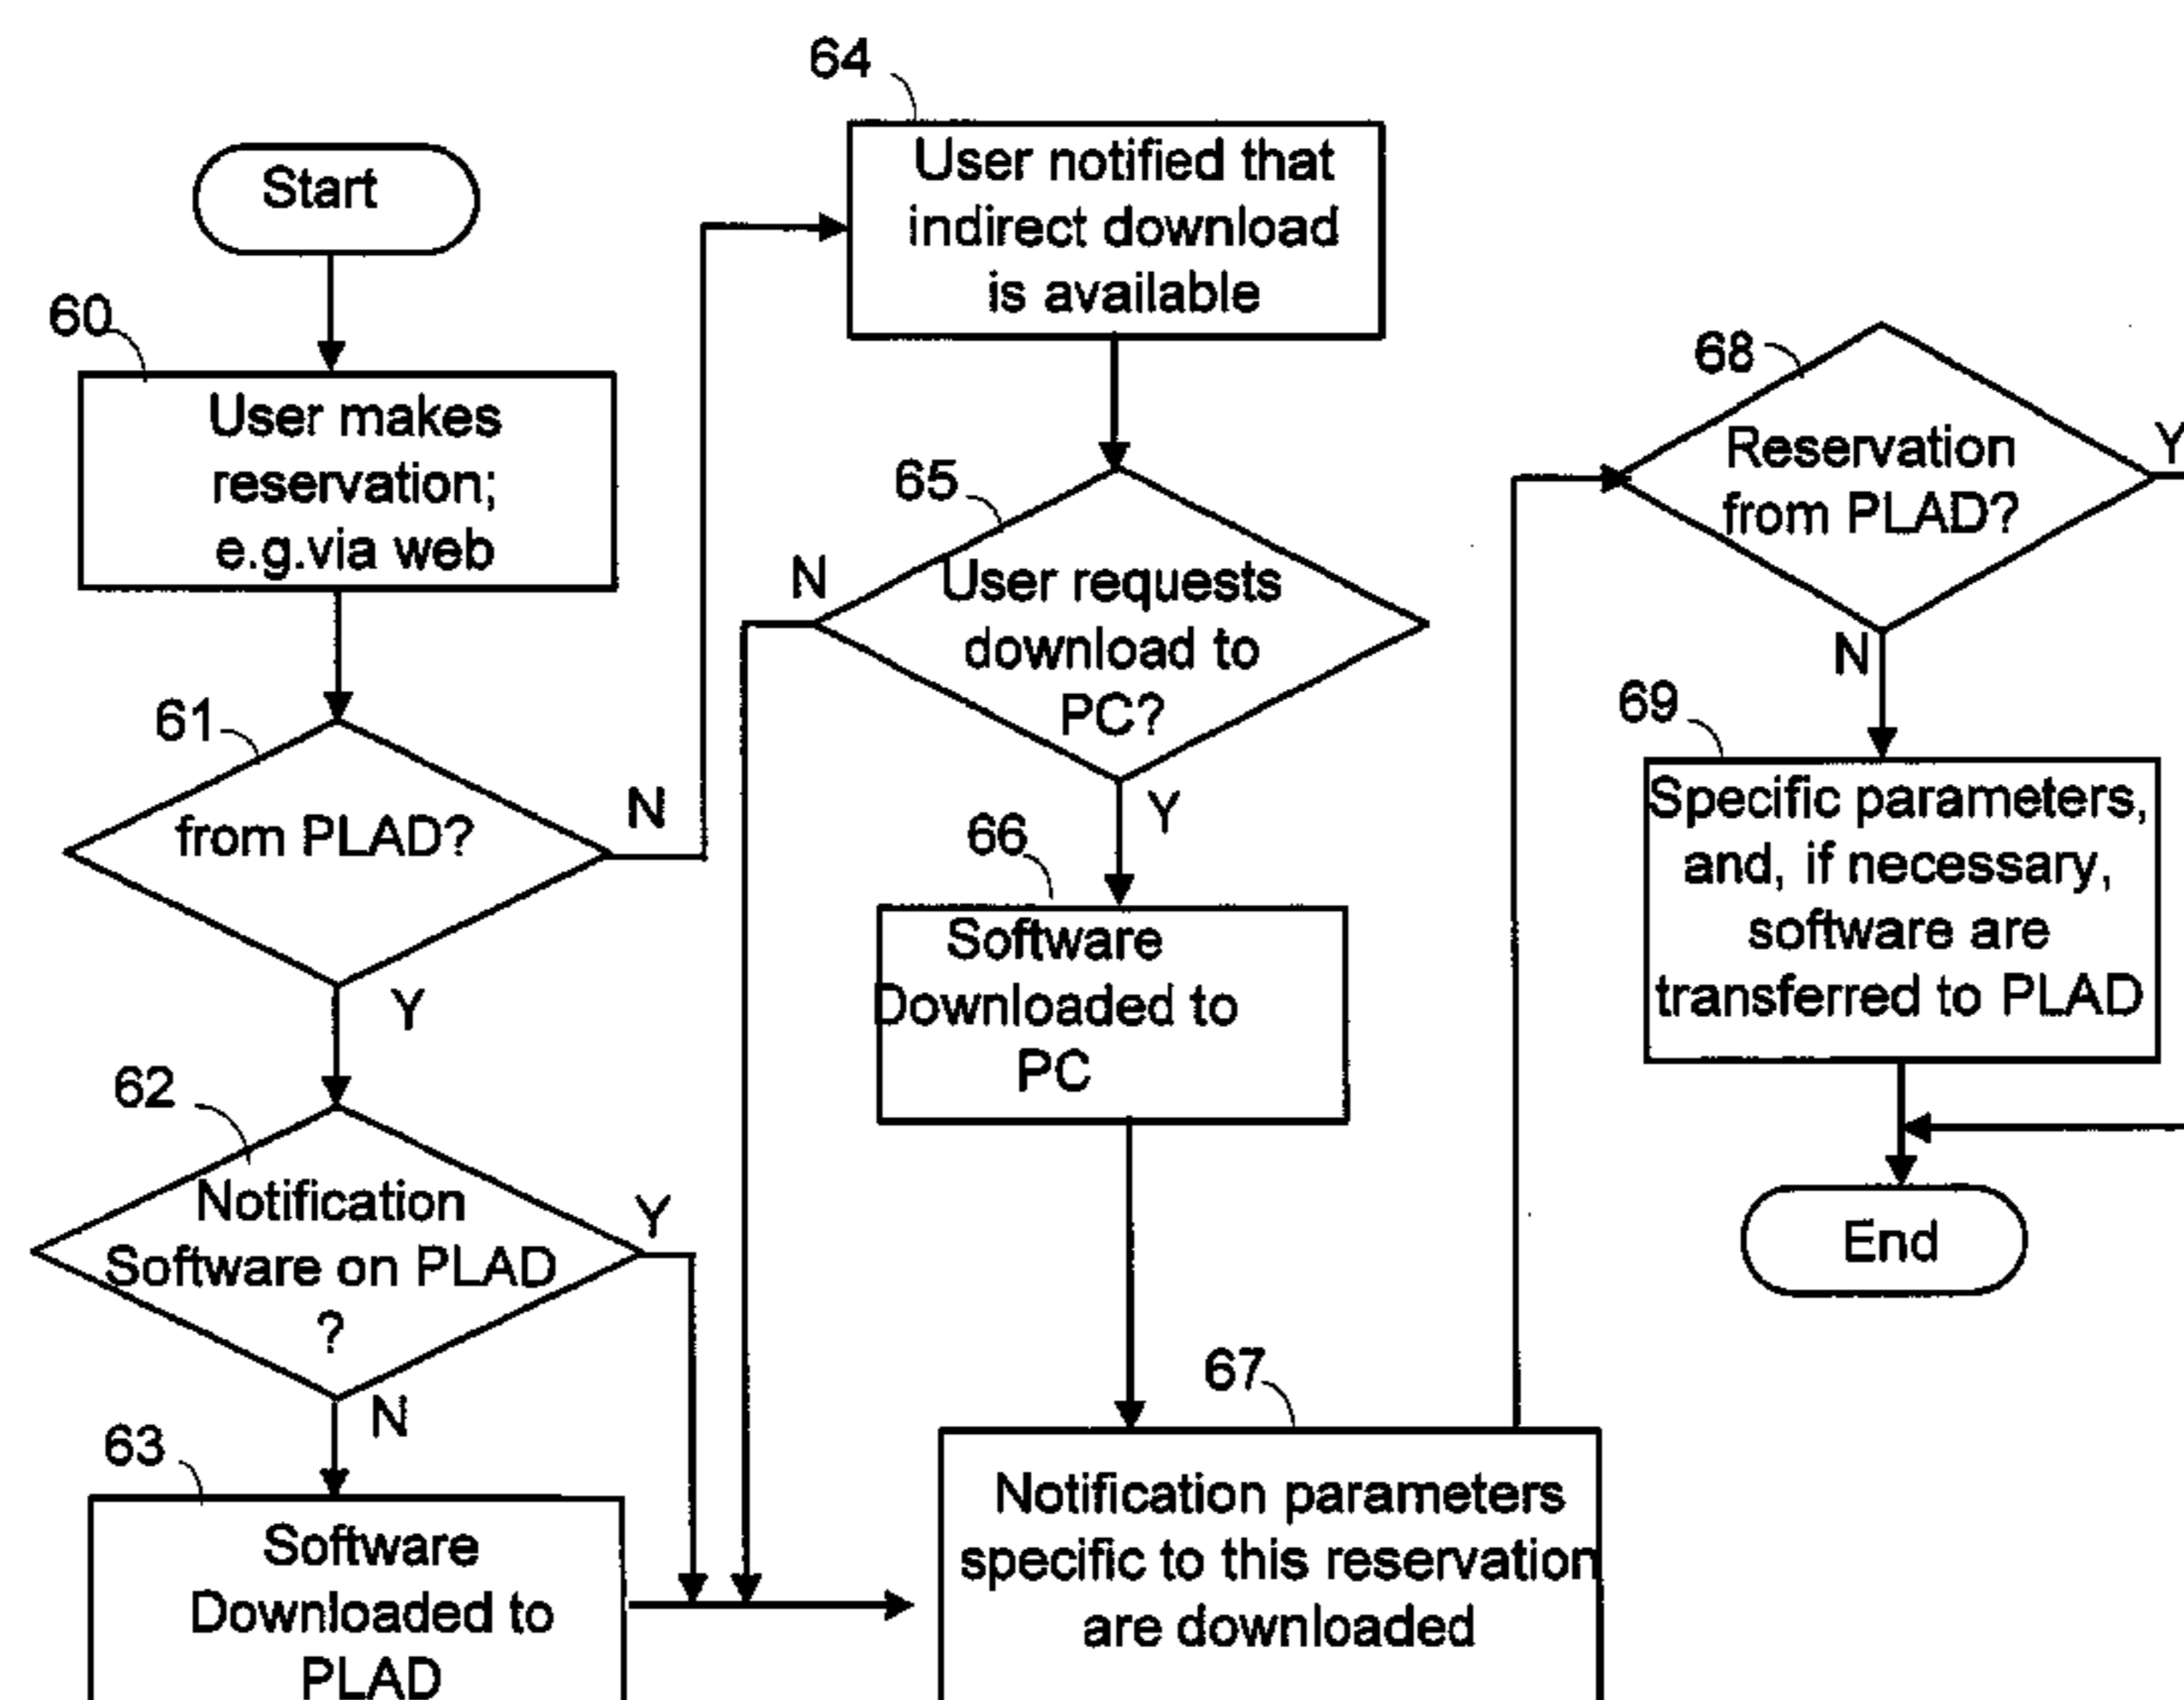 Start
60
User makes
reservation;
e.g.via web
61
from PLAD?
N
Y
62
Notification
Software on PLAD
?
Y
N
63
Software
Downloaded to
PLAD
64
User notified that
indirect download
is available
65
User requests
download to
PC?
N
Y
66
Software
Downloaded to
PC
67
Notification parameters
specific to this reservation
are downloaded
68
Reservation
from PLAD?
Y
N
69
Specific parameters,
and, if necessary,
software are
transferred to PLAD
End